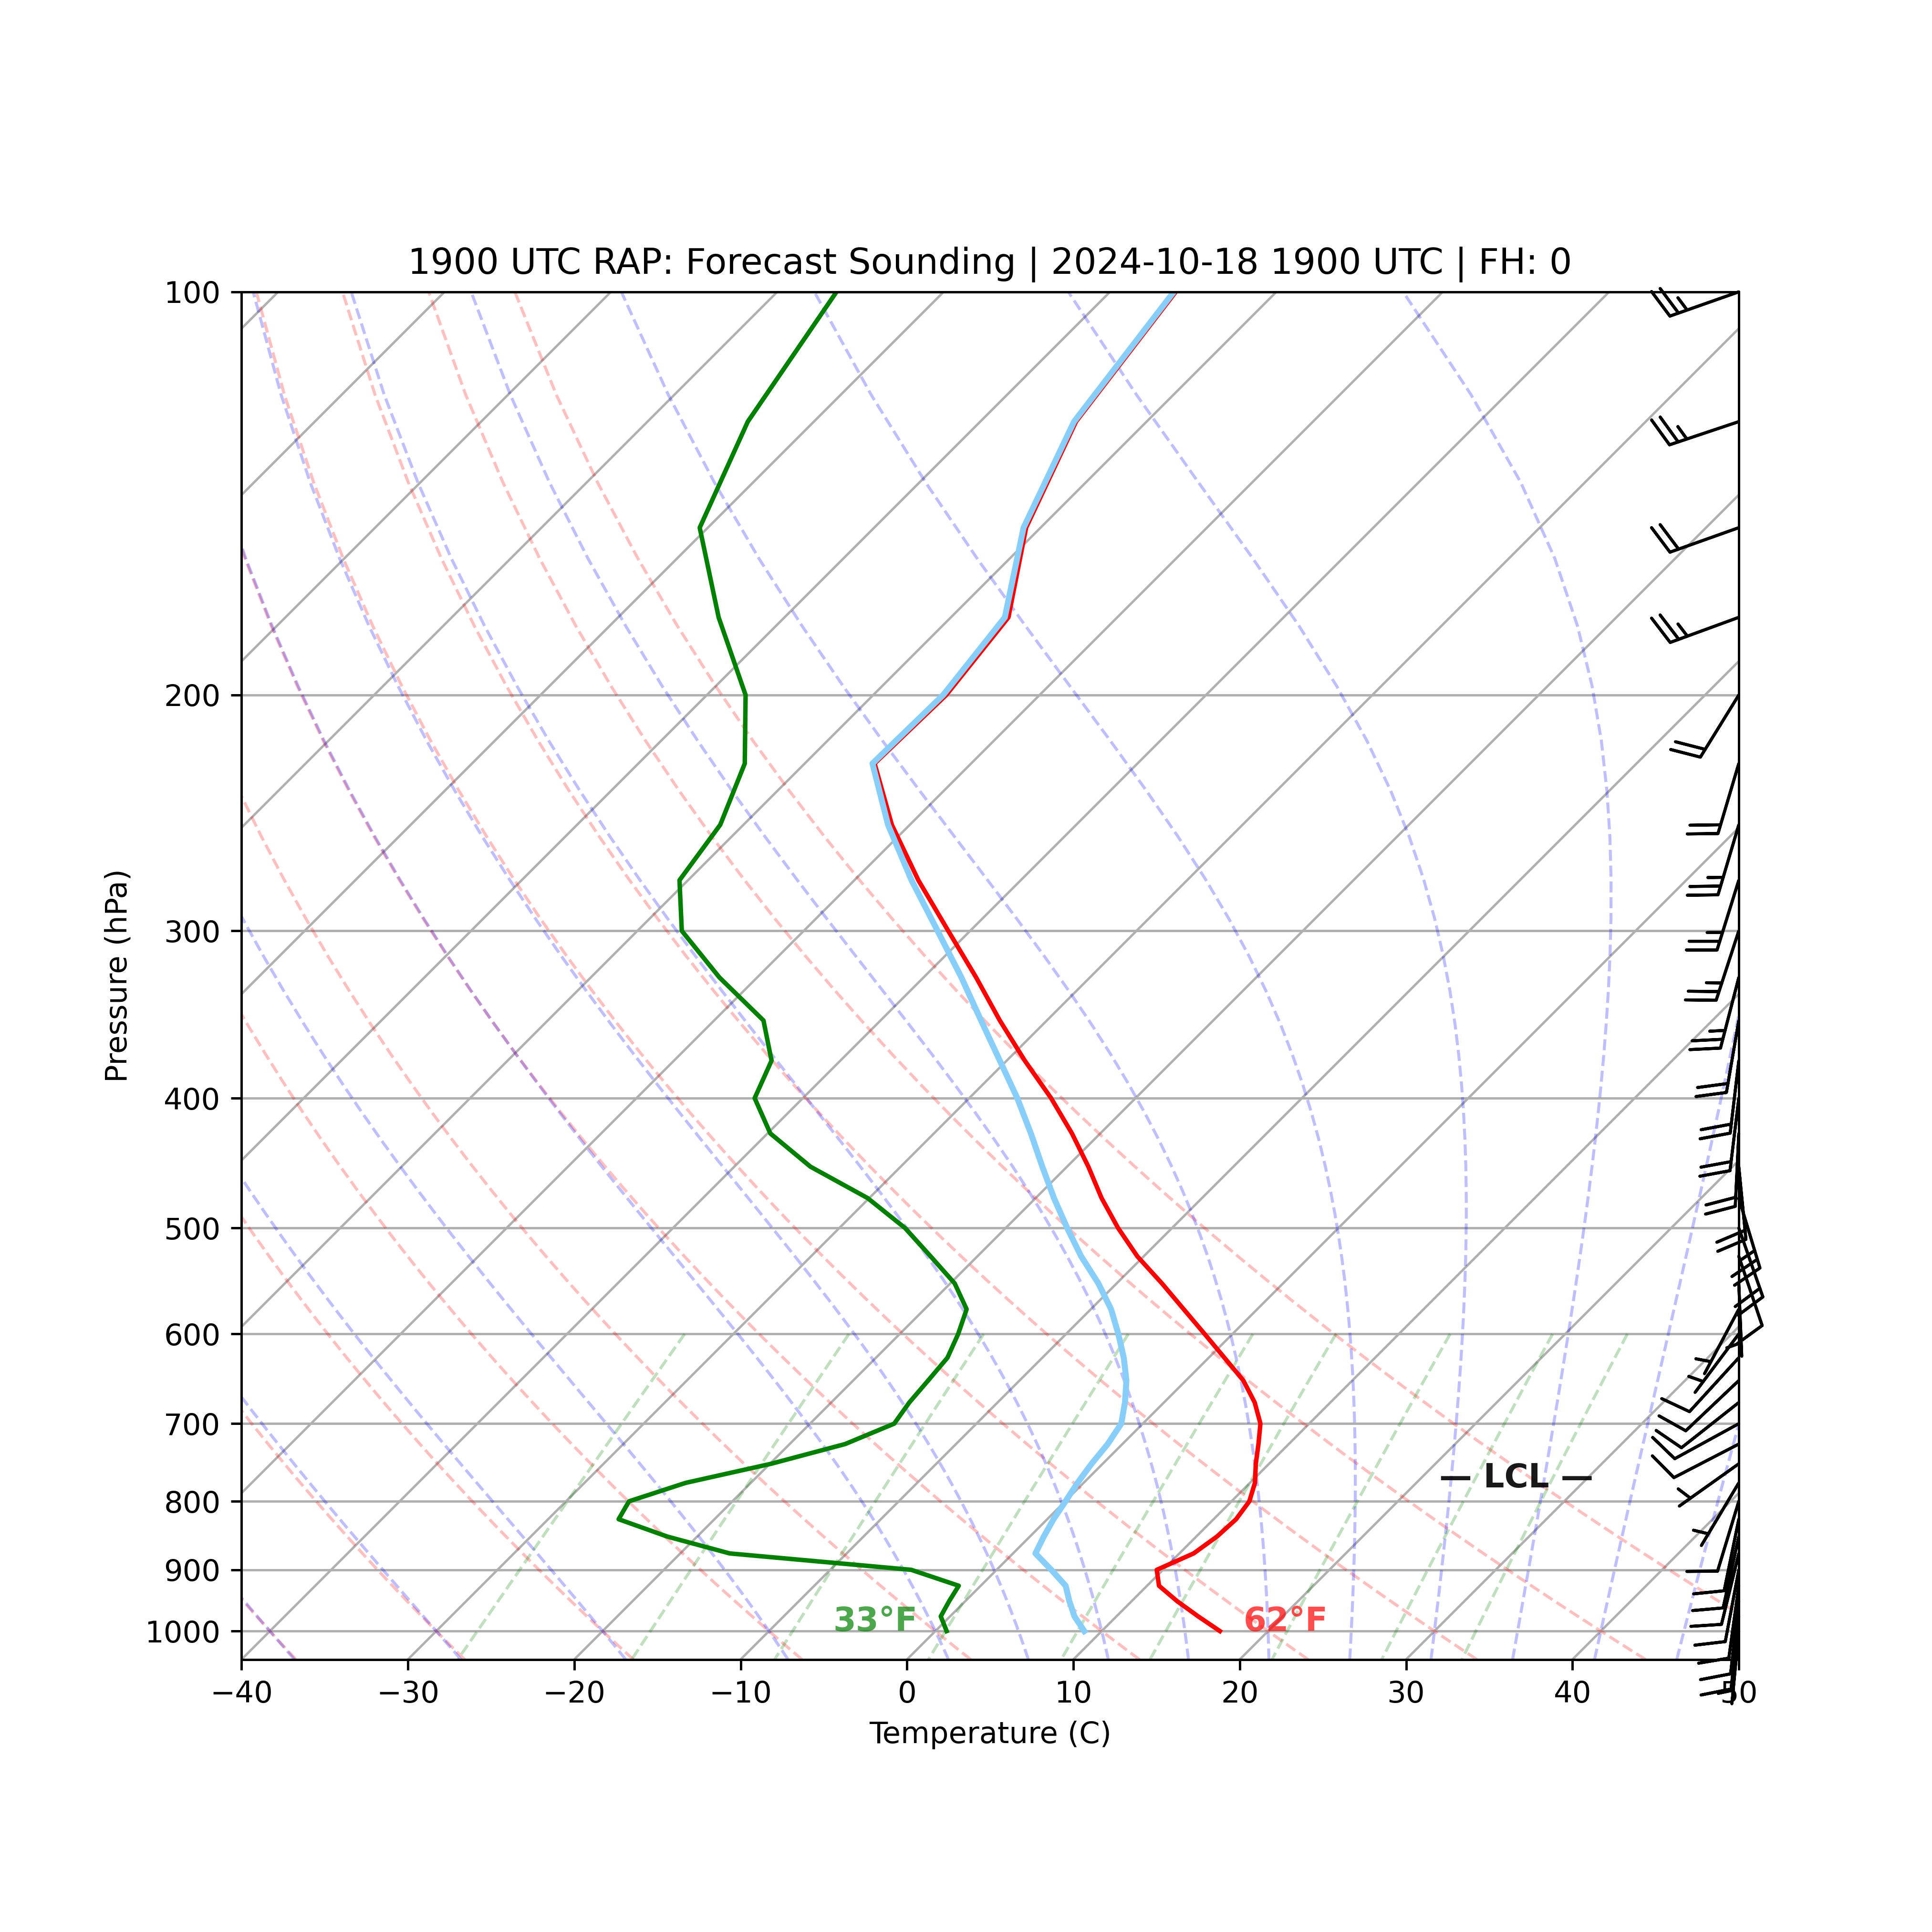 1900 UTC RAP: Forecast Sounding | 2024-10-18 1900 UTC | FH: 0
100
200
300
400
500
600
700
800
900
1000
Pressure (hPa)
— LCL —
33°F
62°F
−40 −30 −20 −10 0 10 20 30 40 50
Temperature (C)